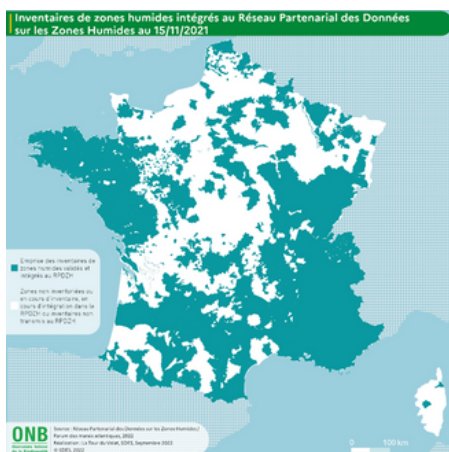 Inventaires de zones humides intégrés au Réseau Partenarial des Données
sur les Zones Humides au 15/11/2021
Emprise des inventaires de
zones humides validés et
intégrés au RPDZH
Zones non inventoriées ou
en cours d'inventaire, en
cours d'intégration dans le
RPDZH ou inventaires non
transmis au RPDZH
ONB
Source : Réseau Partenarial des Données sur les Zones Humides /
Forum des marais atlantiques, 2022
Réalisation : La Tour du Valat, SDES, Septembre 2022
© SDES, 2022
0 100 km